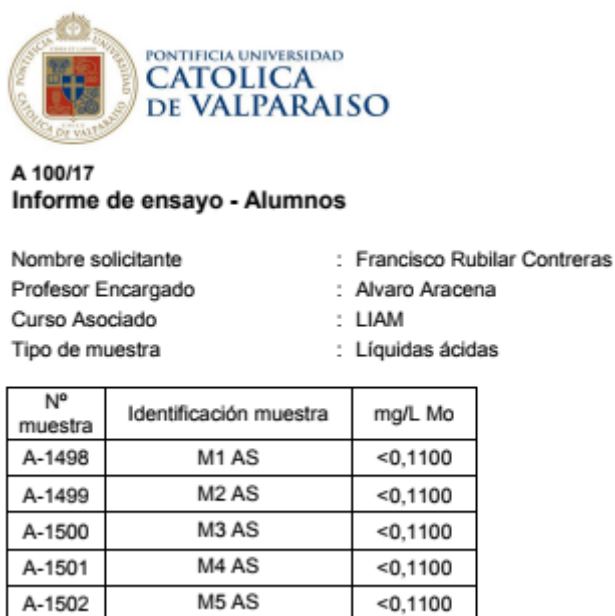 PONTIFICIA UNIVERSIDAD
CATOLICA
DE VALPARAISO
A 100/17
Informe de ensayo - Alumnos
Nombre solicitante : Francisco Rubilar Contreras
Profesor Encargado : Alvaro Aracena
Curso Asociado : LIAM
Tipo de muestra : Líquidas ácidas
Nº muestra Identificación muestra mg/L Mo
A-1498 M1 AS <0,1100
A-1499 M2 AS <0,1100
A-1500 M3 AS <0,1100
A-1501 M4 AS <0,1100
A-1502 M5 AS <0,1100